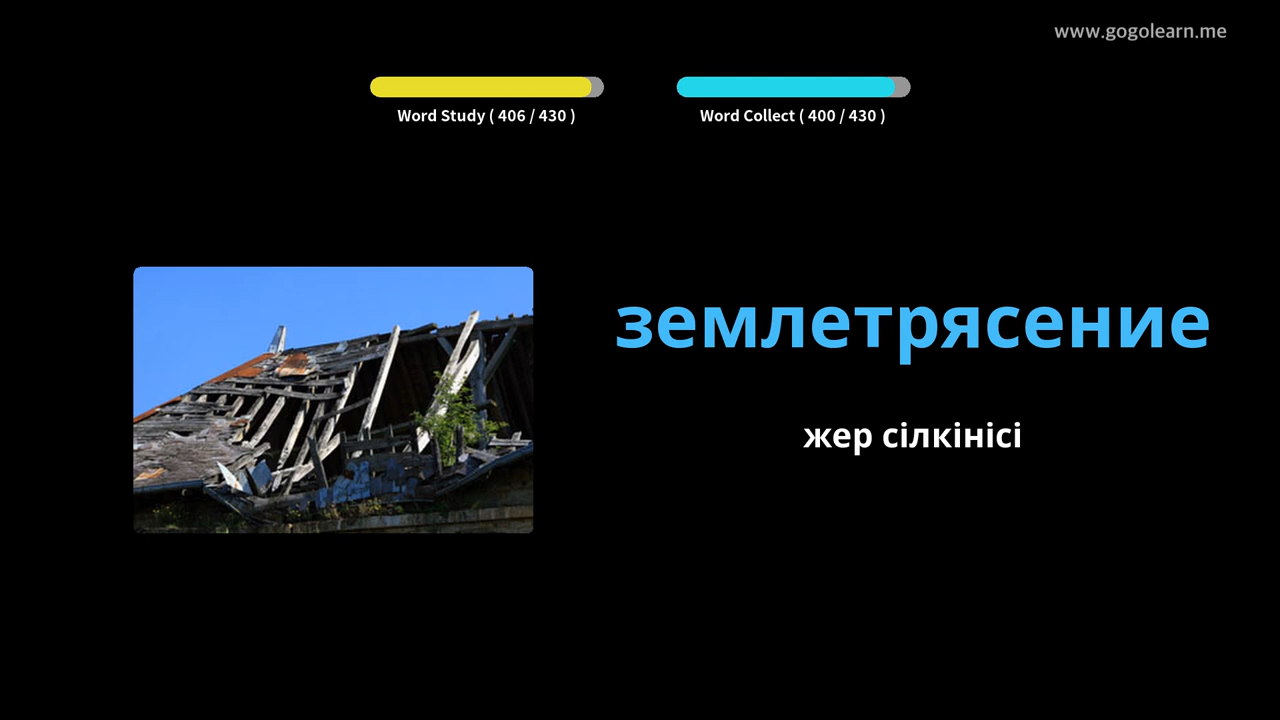 www.gogolearn.me
Word Study ( 406 / 430 )
Word Collect ( 400 / 430 )
землетрясение
жер сілкінісі